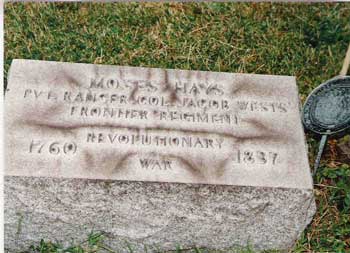 MOSES HAYS
PVT. RANGER COL. JACOB WESTS'
FRONTIER REGIMENT
REVOLUTIONARY
1760 WAR 1837